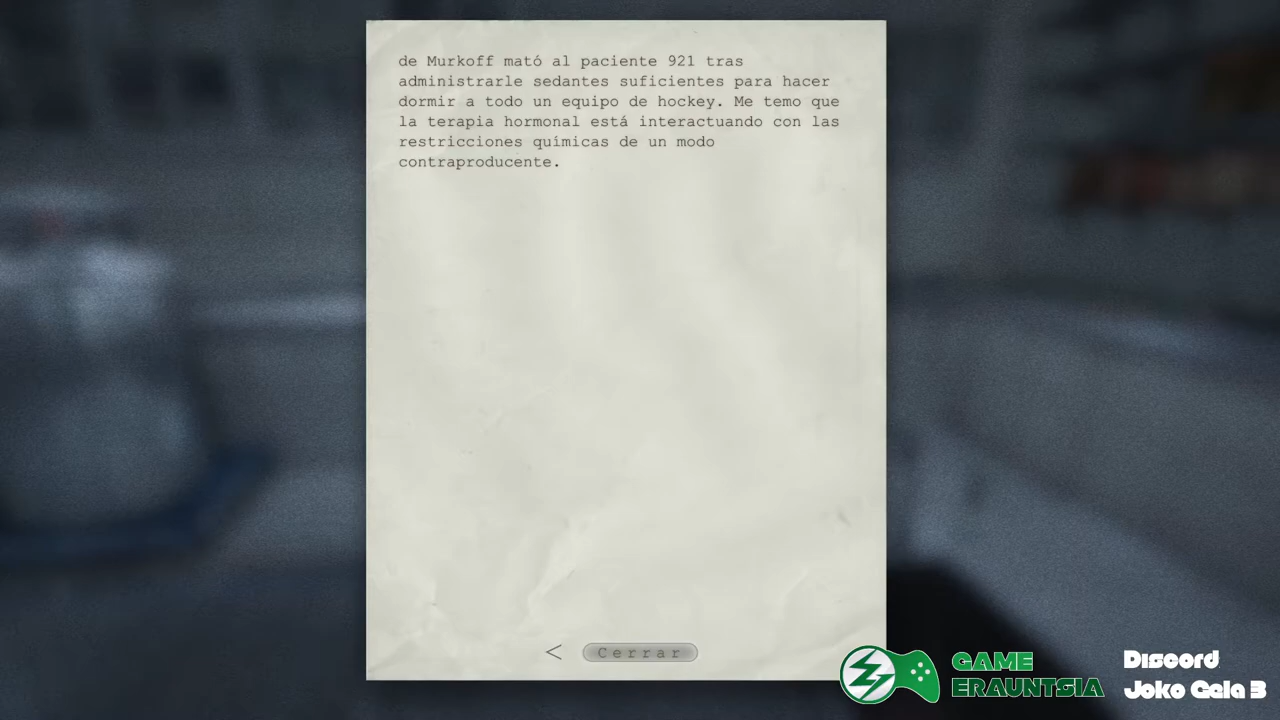 de Murkoff mató al paciente 921 tras
administrarle sedantes suficientes para hacer
dormir a todo un equipo de hockey. Me temo que
la terapia hormonal está interactuando con las
restricciones químicas de un modo
contraproducente.
< Cerrar
GAME
ERAUNTSIA
Discord
Joko Gela 3